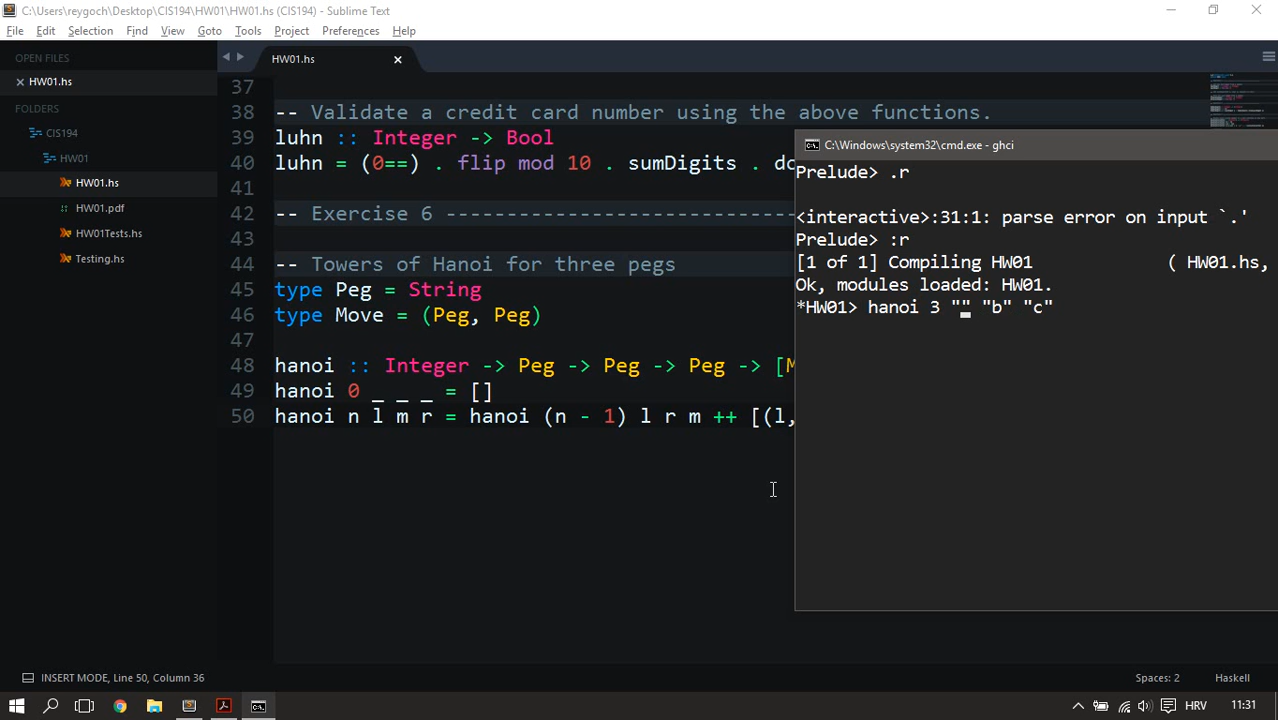 C:\Users\reygoch\Desktop\CIS194\HW01\HW01.hs (CIS194) - Sublime Text
File Edit Selection Find View Goto Tools Project Preferences Help
OPEN FILES
HW01.hs
FOLDERS
CIS194
HW01
HW01.hs
HW01.pdf
HW01Tests.hs
Testing.hs
HW01.hs
37
38 -- Validate a credit card number using the above functions.
39 luhn :: Integer -> Bool
40 luhn = (0==) . flip mod 10 . sumDigits . do
41
42 -- Exercise 6 ---------------------------
43
44 -- Towers of Hanoi for three pegs
45 type Peg = String
46 type Move = (Peg, Peg)
47
48 hanoi :: Integer -> Peg -> Peg -> Peg -> [M
49 hanoi 0 _ _ _ = []
50 hanoi n l m r = hanoi (n - 1) l r m ++ [(l,
C:\Windows\system32\cmd.exe - ghci
Prelude> .r
<interactive>:31:1: parse error on input `.'
Prelude> :r
[1 of 1] Compiling HW01 ( HW01.hs,
Ok, modules loaded: HW01.
*HW01> hanoi 3 "" "b" "c"
INSERT MODE, Line 50, Column 36
Spaces: 2 Haskell
HRV 11:31